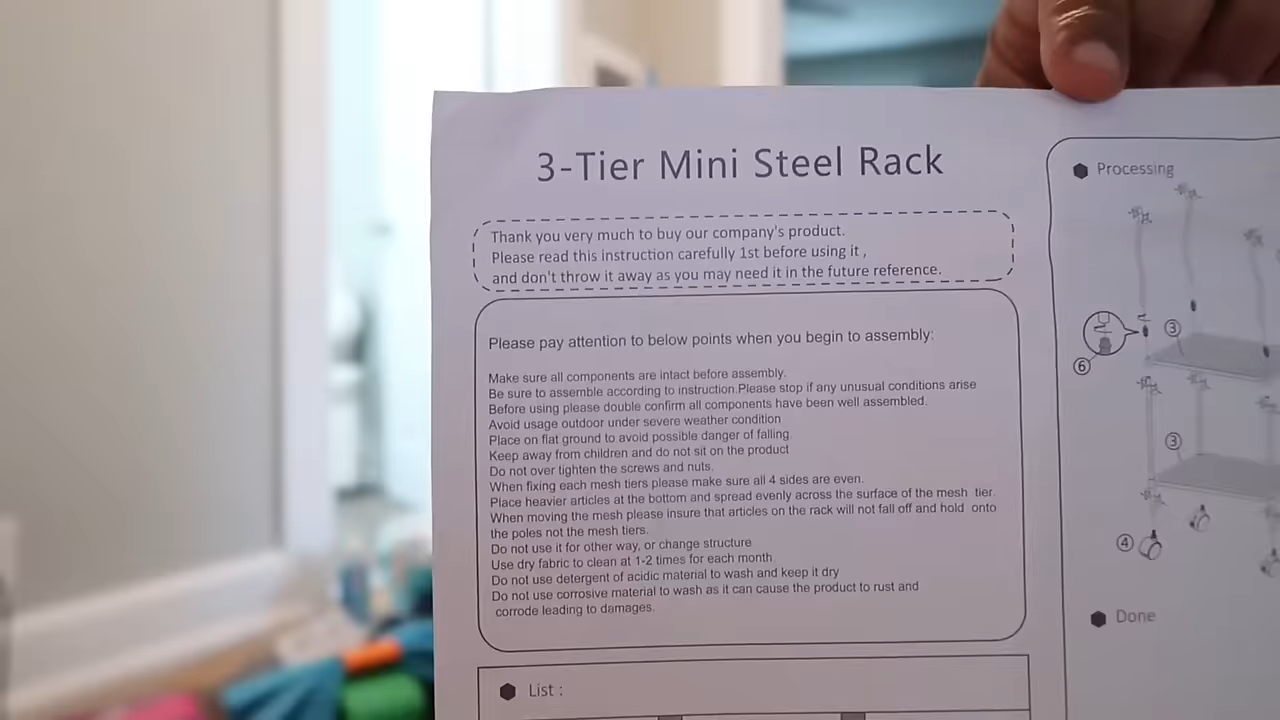 3-Tier Mini Steel Rack
Thank you very much to buy our company's product.
Please read this instruction carefully 1st before using it ,
and don't throw it away as you may need it in the future reference.
Please pay attention to below points when you begin to assembly:
Make sure all components are intact before assembly.
Be sure to assemble according to instruction.Please stop if any unusual conditions arise
Before using please double confirm all components have been well assembled.
Avoid usage outdoor under severe weather condition
Place on flat ground to avoid possible danger of falling.
Keep away from children and do not sit on the product
Do not over tighten the screws and nuts.
When fixing each mesh tiers please make sure all 4 sides are even.
Place heavier articles at the bottom and spread evenly across the surface of the mesh tier.
When moving the mesh please insure that articles on the rack will not fall off and hold onto
the poles not the mesh tiers.
Do not use it for other way, or change structure
Use dry fabric to clean at 1-2 times for each month
Do not use detergent of acidic material to wash and keep it dry
Do not use corrosive material to wash as it can cause the product to rust and
corrode leading to damages.
List :
Processing
③
⑥
③
④
Done